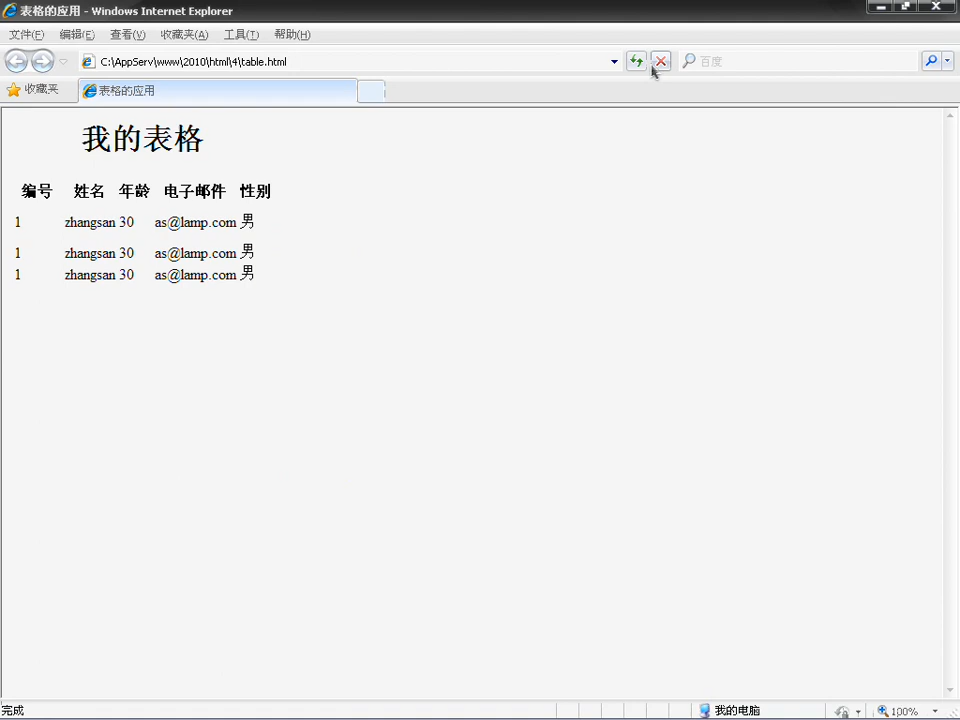 表格的应用 - Windows Internet Explorer
文件(F) 编辑(E) 查看(V) 收藏夹(A) 工具(T) 帮助(H)
C:\AppServ\www\2010\html\4\table.html 百度
收藏夹 表格的应用
我的表格
编号 姓名 年龄 电子邮件 性别
1 zhangsan 30 as@lamp.com 男
1 zhangsan 30 as@lamp.com 男
1 zhangsan 30 as@lamp.com 男
完成 我的电脑 100%